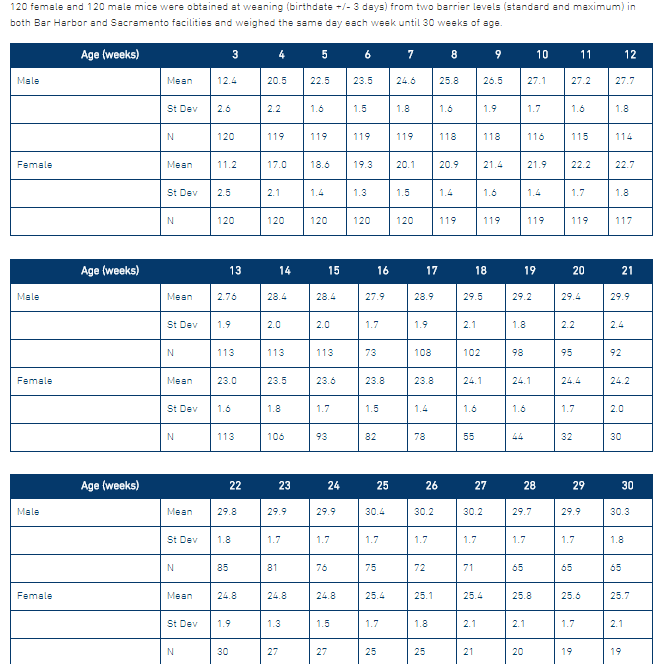 120 female and 120 male mice were obtained at weaning (birthdate +/- 3 days) from two barrier levels (standard and maximum) in
both Bar Harbor and Sacramento facilities and weighed the same day each week until 30 weeks of age.
Age (weeks) 3 4 5 6 7 8 9 10 11 12
Male Mean 12.4 20.5 22.5 23.5 24.6 25.8 26.5 27.1 27.2 27.7
St Dev 2.6 2.2 1.6 1.5 1.8 1.6 1.9 1.7 1.6 1.8
N 120 119 119 119 119 118 118 116 115 114
Female Mean 11.2 17.0 18.6 19.3 20.1 20.9 21.4 21.9 22.2 22.7
St Dev 2.5 2.1 1.4 1.3 1.5 1.4 1.6 1.4 1.7 1.8
N 120 120 120 120 120 119 119 119 119 117
Age (weeks) 13 14 15 16 17 18 19 20 21
Male Mean 2.76 28.4 28.4 27.9 28.9 29.5 29.2 29.4 29.9
St Dev 1.9 2.0 2.0 1.7 1.9 2.1 1.8 2.2 2.4
N 113 113 113 73 108 102 98 95 92
Female Mean 23.0 23.5 23.6 23.8 23.8 24.1 24.1 24.4 24.2
St Dev 1.6 1.8 1.7 1.5 1.4 1.6 1.6 1.7 2.0
N 113 106 93 82 78 55 44 32 30
Age (weeks) 22 23 24 25 26 27 28 29 30
Male Mean 29.8 29.9 29.9 30.4 30.2 30.2 29.7 29.9 30.3
St Dev 1.8 1.7 1.7 1.7 1.7 1.7 1.7 1.7 1.8
N 85 81 76 75 72 71 65 65 65
Female Mean 24.8 24.8 24.8 25.4 25.1 25.4 25.8 25.6 25.7
St Dev 1.9 1.3 1.5 1.7 1.8 2.1 2.1 1.7 2.1
N 30 27 27 25 25 21 20 19 19